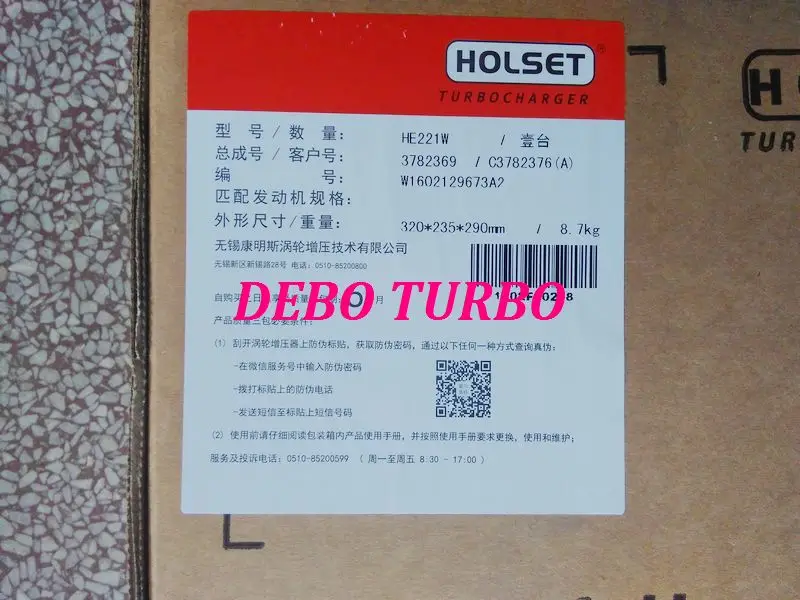 HOLSET®
TURBOCHARGER
型 号 / 数 量: HE221W / 壹台
总成号 / 客户号: 3782369 / C3782376(A)
编 号: W1602129673A2
匹配发动机规格:
外形尺寸/重量: 320*235*290mm / 8.7kg
无锡康明斯涡轮增压技术有限公司
无锡新区新锡路28号 电话: 0510-85200800
自购买之日
月
DEBO TURBO
产品质量三包必要条件:
(1) 刮开涡轮增压器上防伪标贴, 获取防伪密码, 通过以下任何一种方式查询真伪:
-在微信服务号中输入防伪密码
-拨打标贴上的防伪电话
-发送短信至标贴上短信号码
(2) 使用前请仔细阅读包装箱内产品使用手册, 并按照使用手册要求更换, 使用和维护;
服务及投诉电话: 0510-85200599 ( 周一至周五 8:30 - 17:00 )
H
TUR